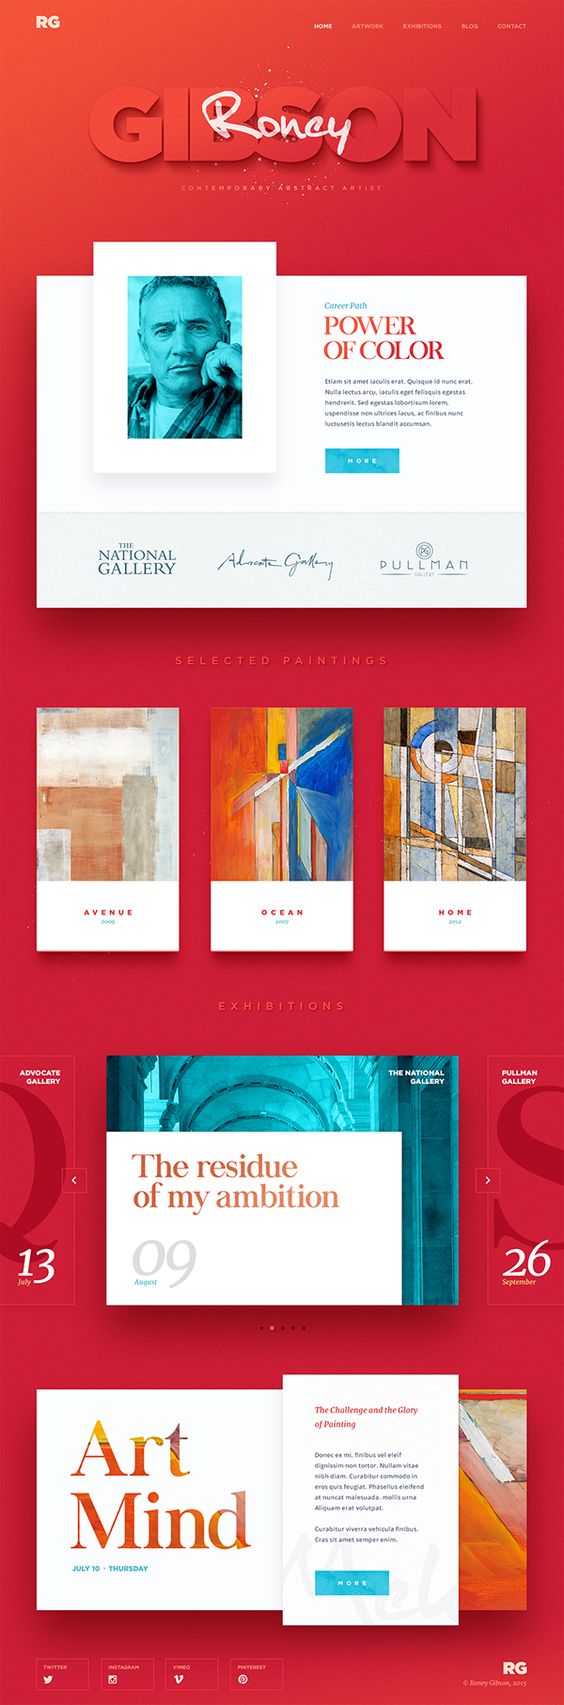 RG
HOME
ARTWORK
EXHIBITIONS
BLOG
CONTACT
GIBSON
Roney
CONTEMPORARY ABSTRACT ARTIST
Career Path
POWER
OF COLOR
Etiam sit amet iaculis erat. Quisque id nunc erat.
Nulla lectus arcu, iaculis eget felisquis egestas
hendrerit. Sed egestas lobortisum lorem,
uspendisse non ultrices lacus, ac finibus nunc
luctusetis lectus blandit accumsan.
MORE
THE
NATIONAL
GALLERY
Advocate Gallery
PG
PULLMAN
GALLERY
SELECTED PAINTINGS
AVENUE
2009
OCEAN
2007
HOME
2012
EXHIBITIONS
ADVOCATE
GALLERY
Q
13
July
THE NATIONAL
GALLERY
The residue
of my ambition
09
August
PULLMAN
GALLERY
S
26
September
Art
Mind
JULY 10 · THURSDAY
The Challenge and the Glory
of Painting
Donec ex mi, finibus vel eleif
dignissim non tortor. Nullam vitae
nibh diam. Curabitur commodo in
eros quis feugiat. Phasellus eleifend
at nuncat malesuada. mollis urna
Aliquam erat volutpat.
Curabitur viverra vehicula finibus.
Cras sit amet semper enim.
MORE
TWITTER
INSTAGRAM
VIMEO
PINTEREST
RG
© Roney Gibson, 2015